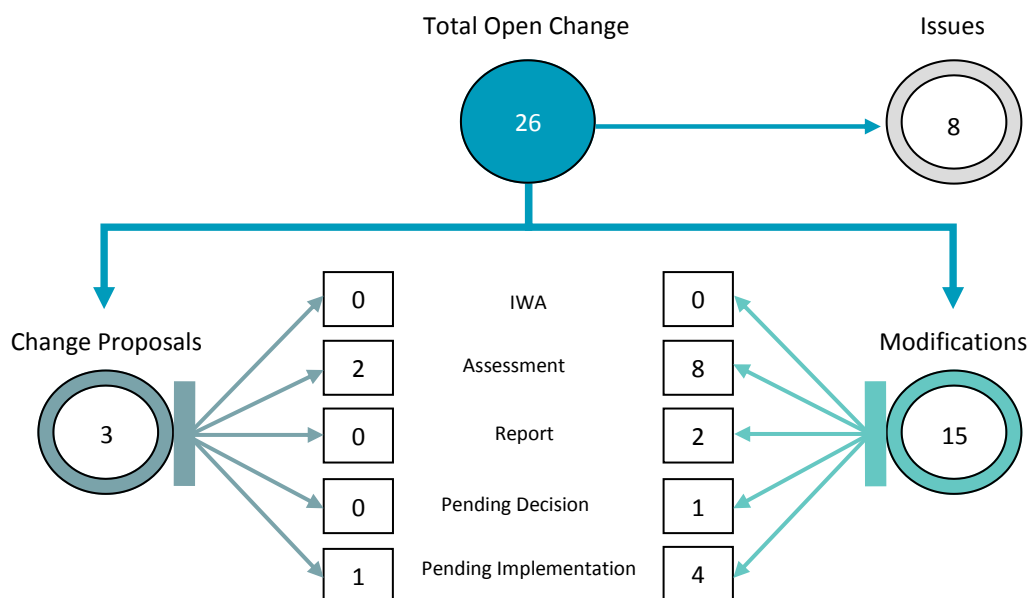 Total Open Change
Issues
26
8
0
IWA
0
Change Proposals
Modifications
2
Assessment
8
3
0
Report
2
15
0
Pending Decision
1
1
Pending Implementation
4